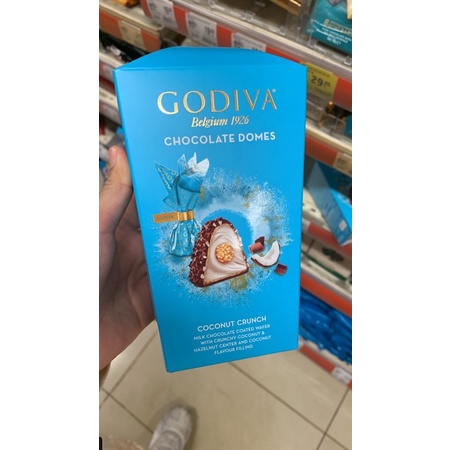 GODIVA
Belgium 1926
CHOCOLATE DOMES
COCONUT CRUNCH
MILK CHOCOLATE COATED WAFER
WITH CRUNCHY COCONUT &
HAZELNUT CENTER AND COCONUT
FLAVOUR FILLING